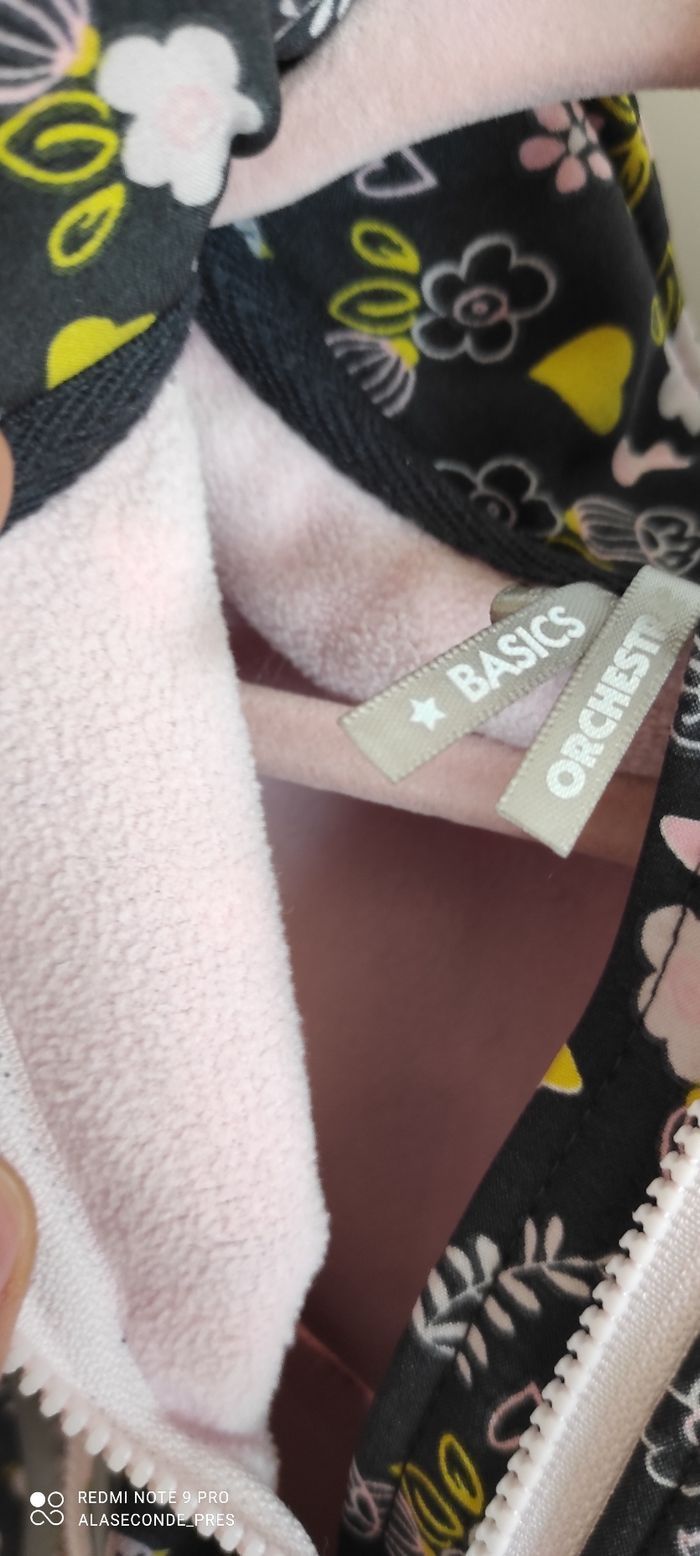 ★ BASICS
ORCHESTR
REDMI NOTE 9 PRO
ALASECONDE_PRES